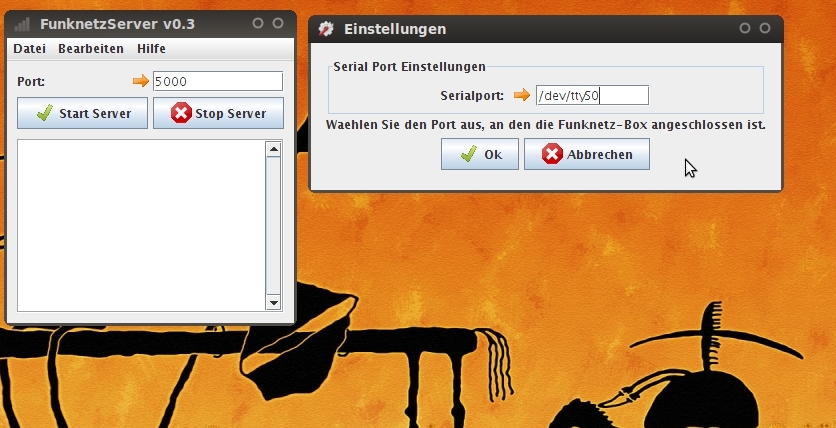 FunknetzServer v0.3
Datei Bearbeiten Hilfe
Port: 5000
Start Server Stop Server
Einstellungen
Serial Port Einstellungen
Serialport: /dev/ttyS0
Waehlen Sie den Port aus, an den die Funknetz-Box angeschlossen ist.
Ok Abbrechen